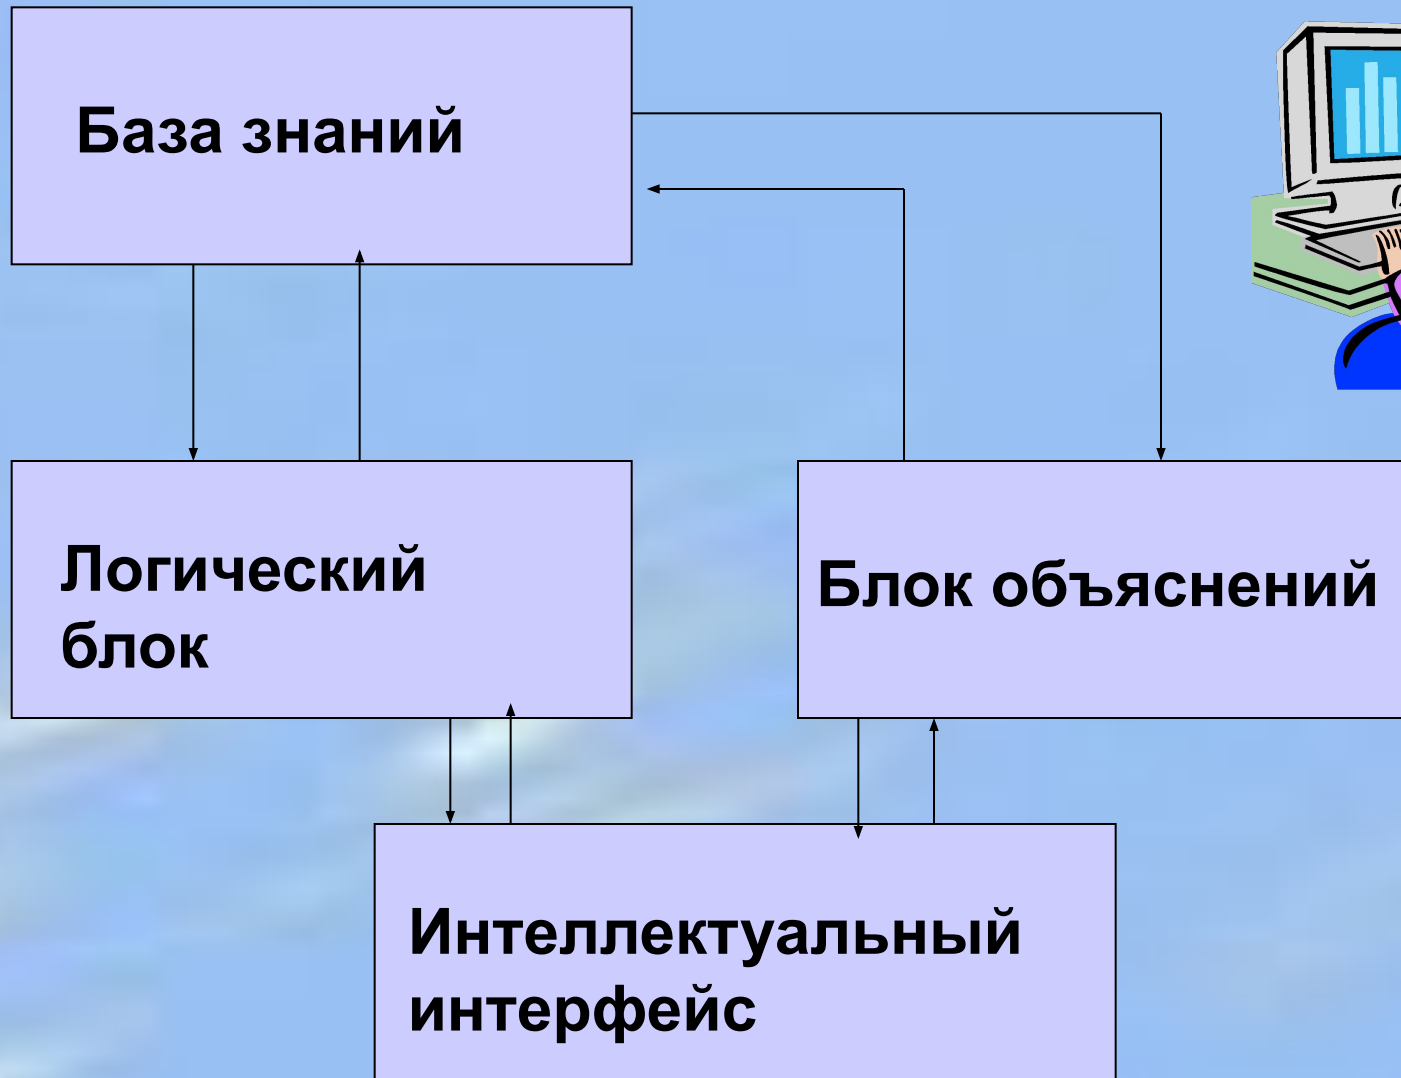 База знаний
Логический
блок
Блок объяснений
Интеллектуальный
интерфейс